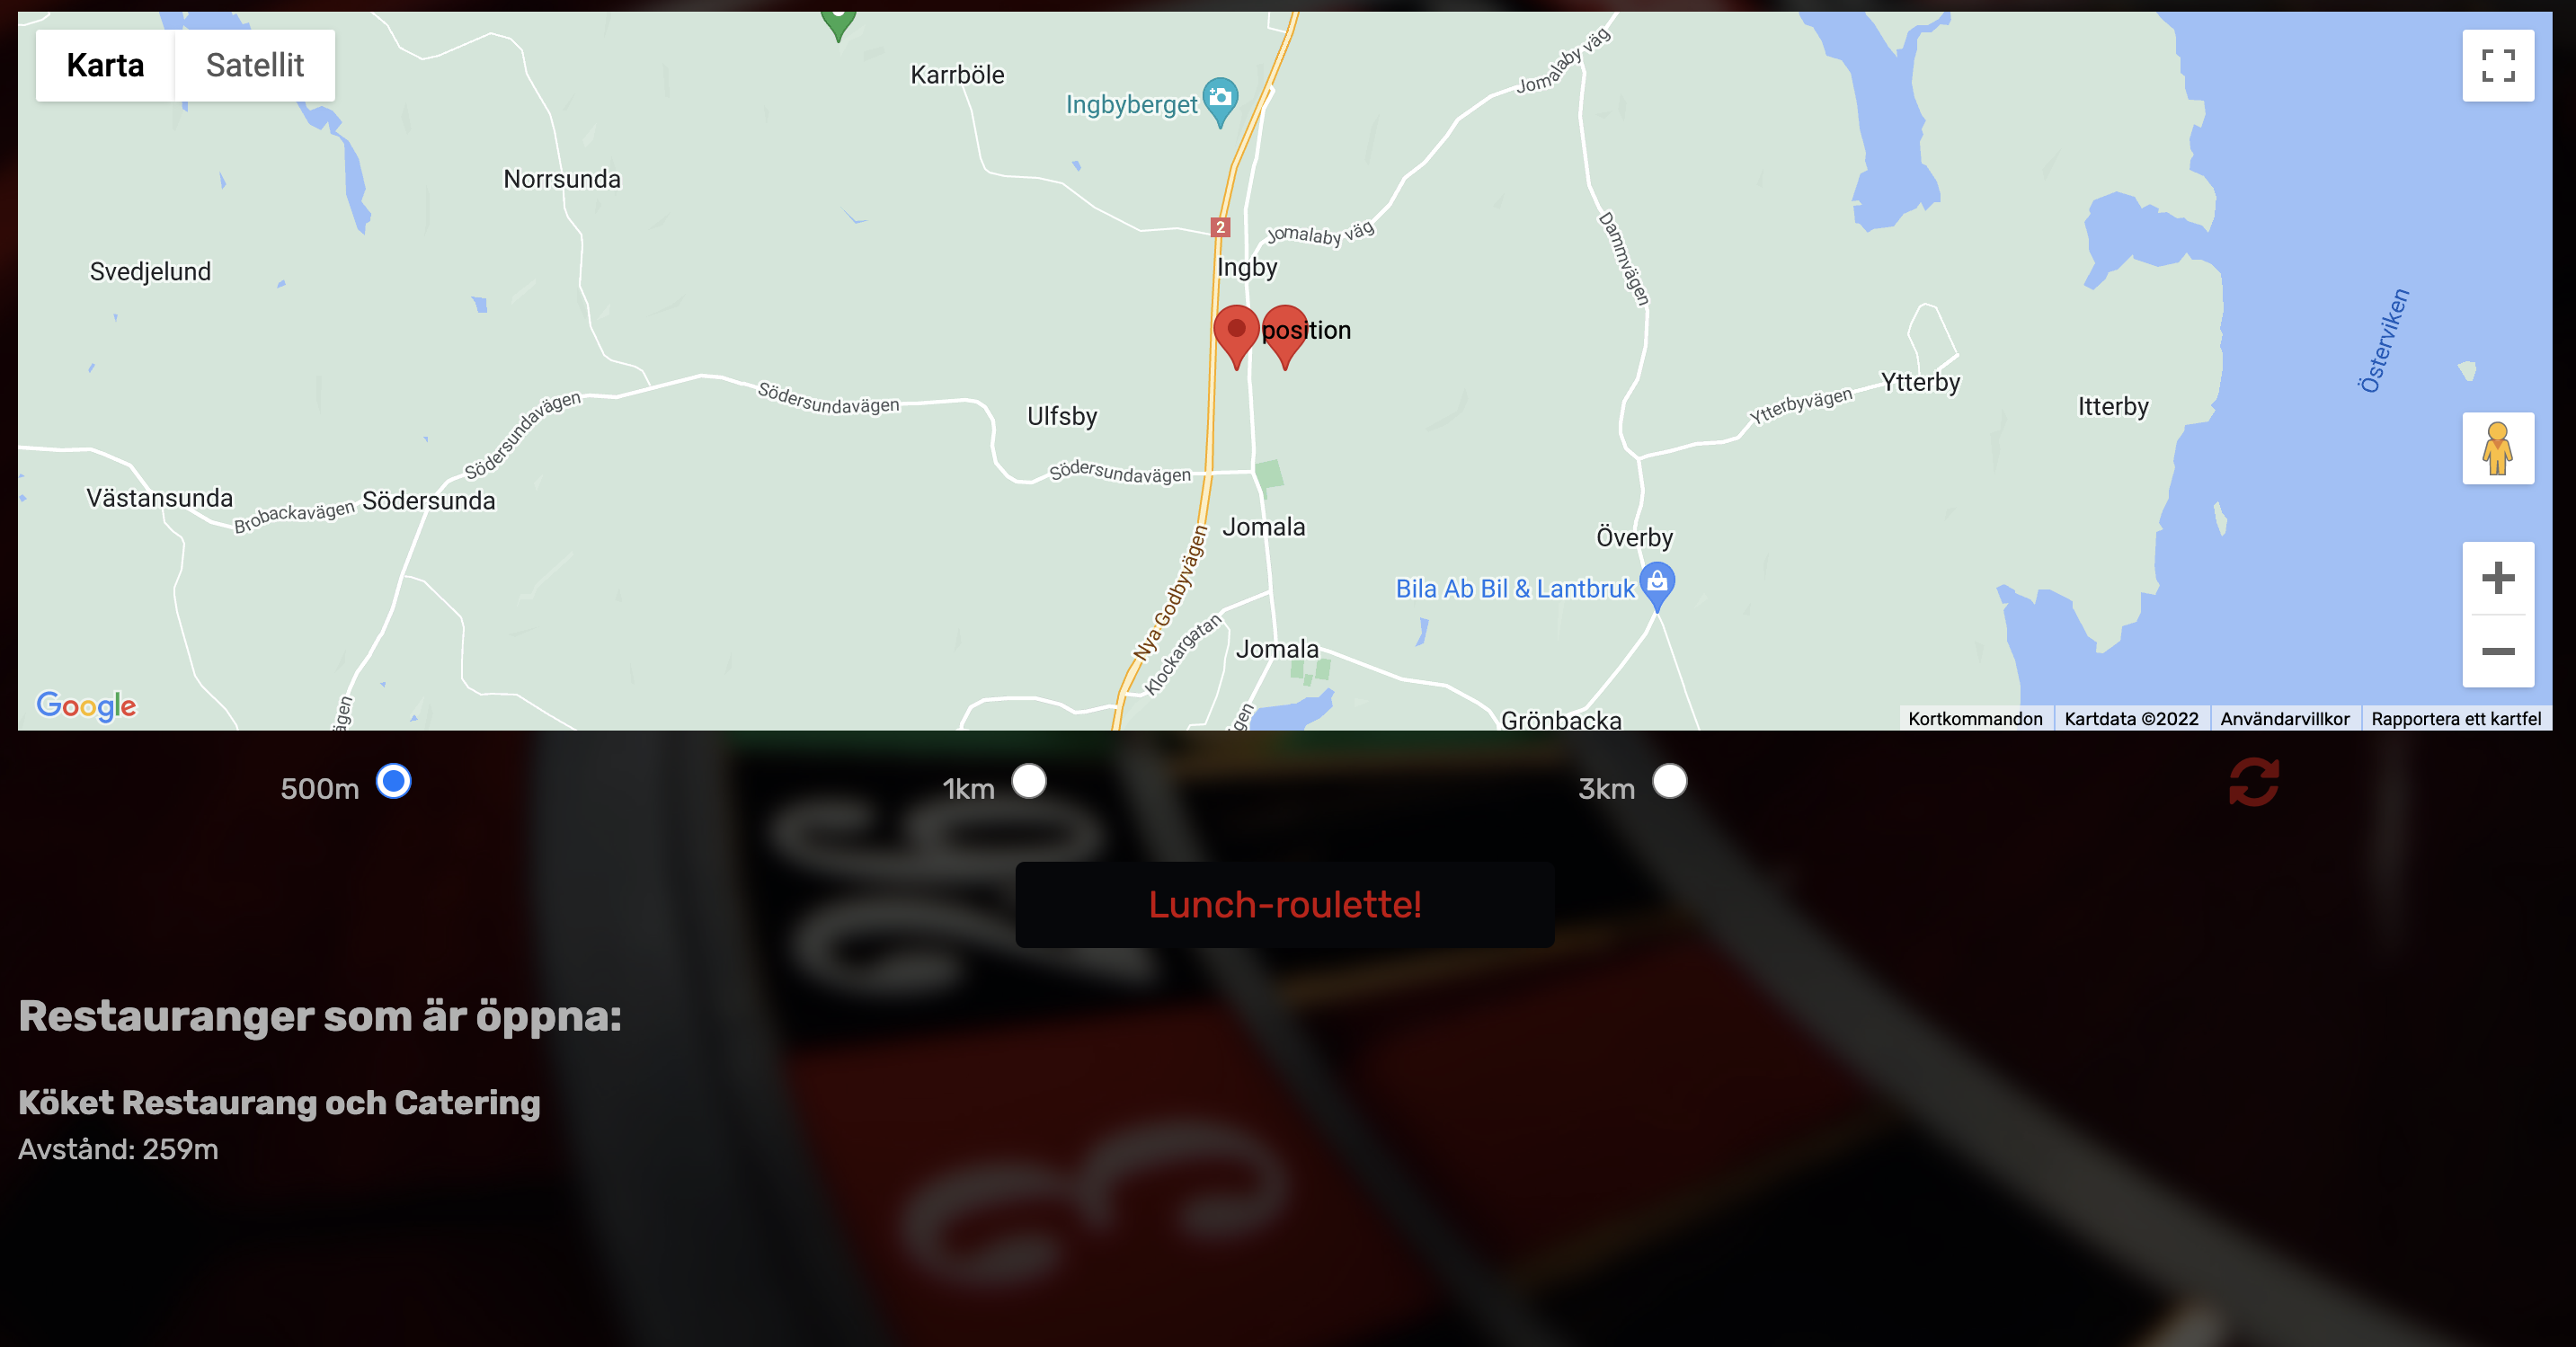 Karta Satellit
Karrböle
Jomalaby väg
Ingbyberget
Norrsunda
2
Jomalaby väg
Dammvägen
Ingby
Svedjelund
Österviken
position
Ytterby
Södersundavägen
Södersundavägen
Ytterbyvägen
Itterby
Ulfsby
Södersundavägen
Västansunda
Brobackavägen
Södersunda
Jomala
Överby
Nya Godbyvägen
Bila Ab Bil & Lantbruk
Klockargatan
Jomala
Google
Grönbacka
Kortkommandon Kartdata ©2022 Användarvillkor Rapportera ett kartfel
500m 1km 3km
26
Lunch-roulette!
Restauranger som är öppna:
Köket Restaurang och Catering
Avstånd: 259m
3